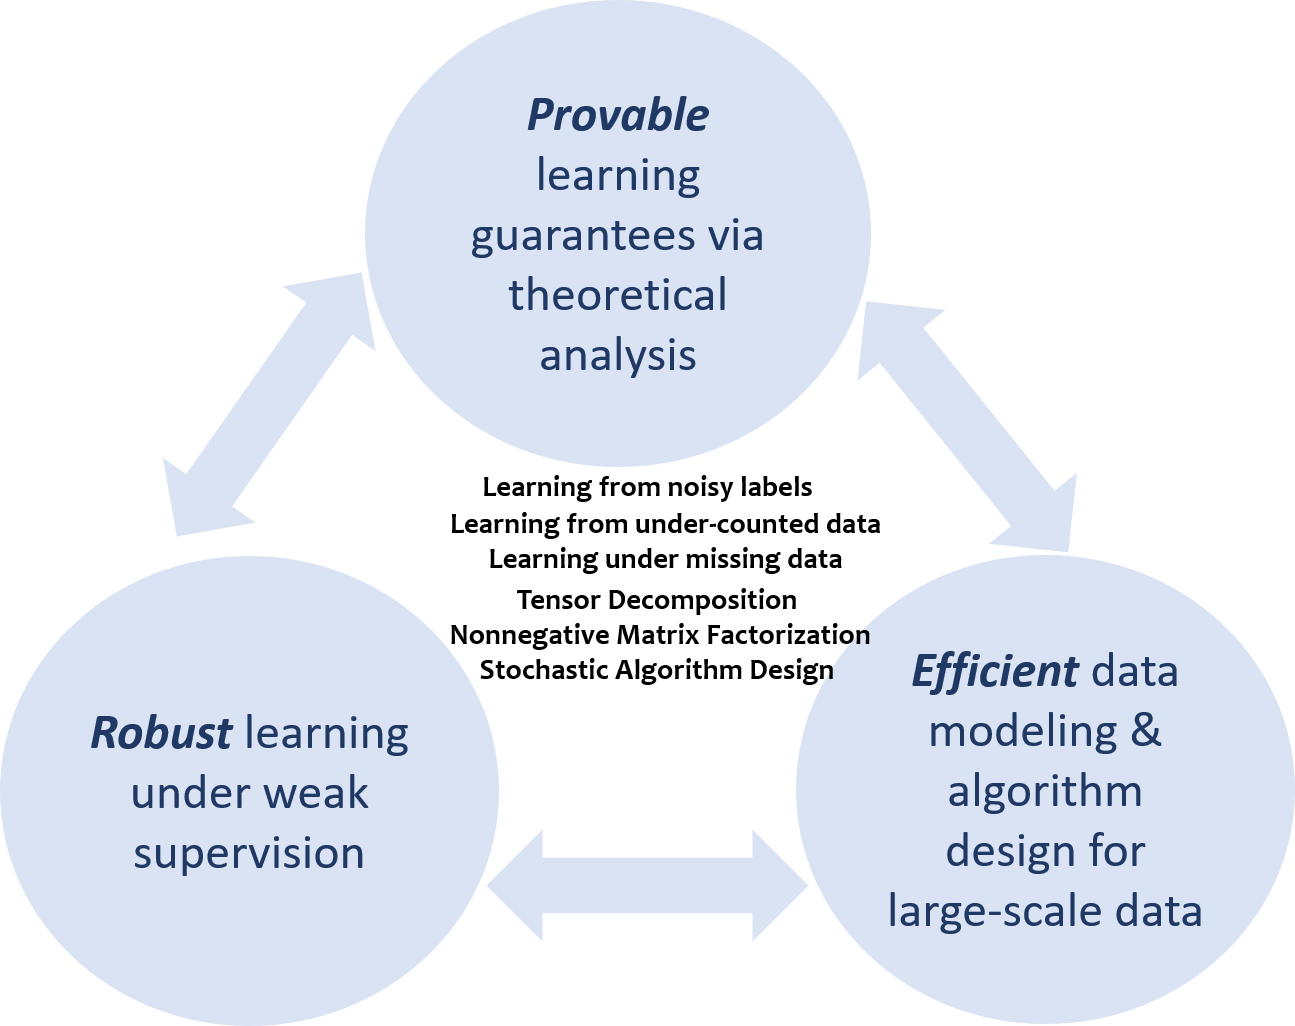 Provable
learning
guarantees via
theoretical
analysis
Learning from noisy labels
Learning from under-counted data
Learning under missing data
Tensor Decomposition
Nonnegative Matrix Factorization
Stochastic Algorithm Design
Robust learning
under weak
supervision
Efficient data
modeling &
algorithm
design for
large-scale data